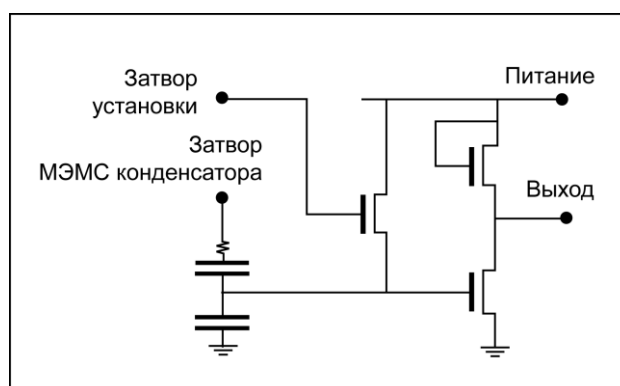 Затвор
установки
Затвор
МЭМС конденсатора
Питание
Выход